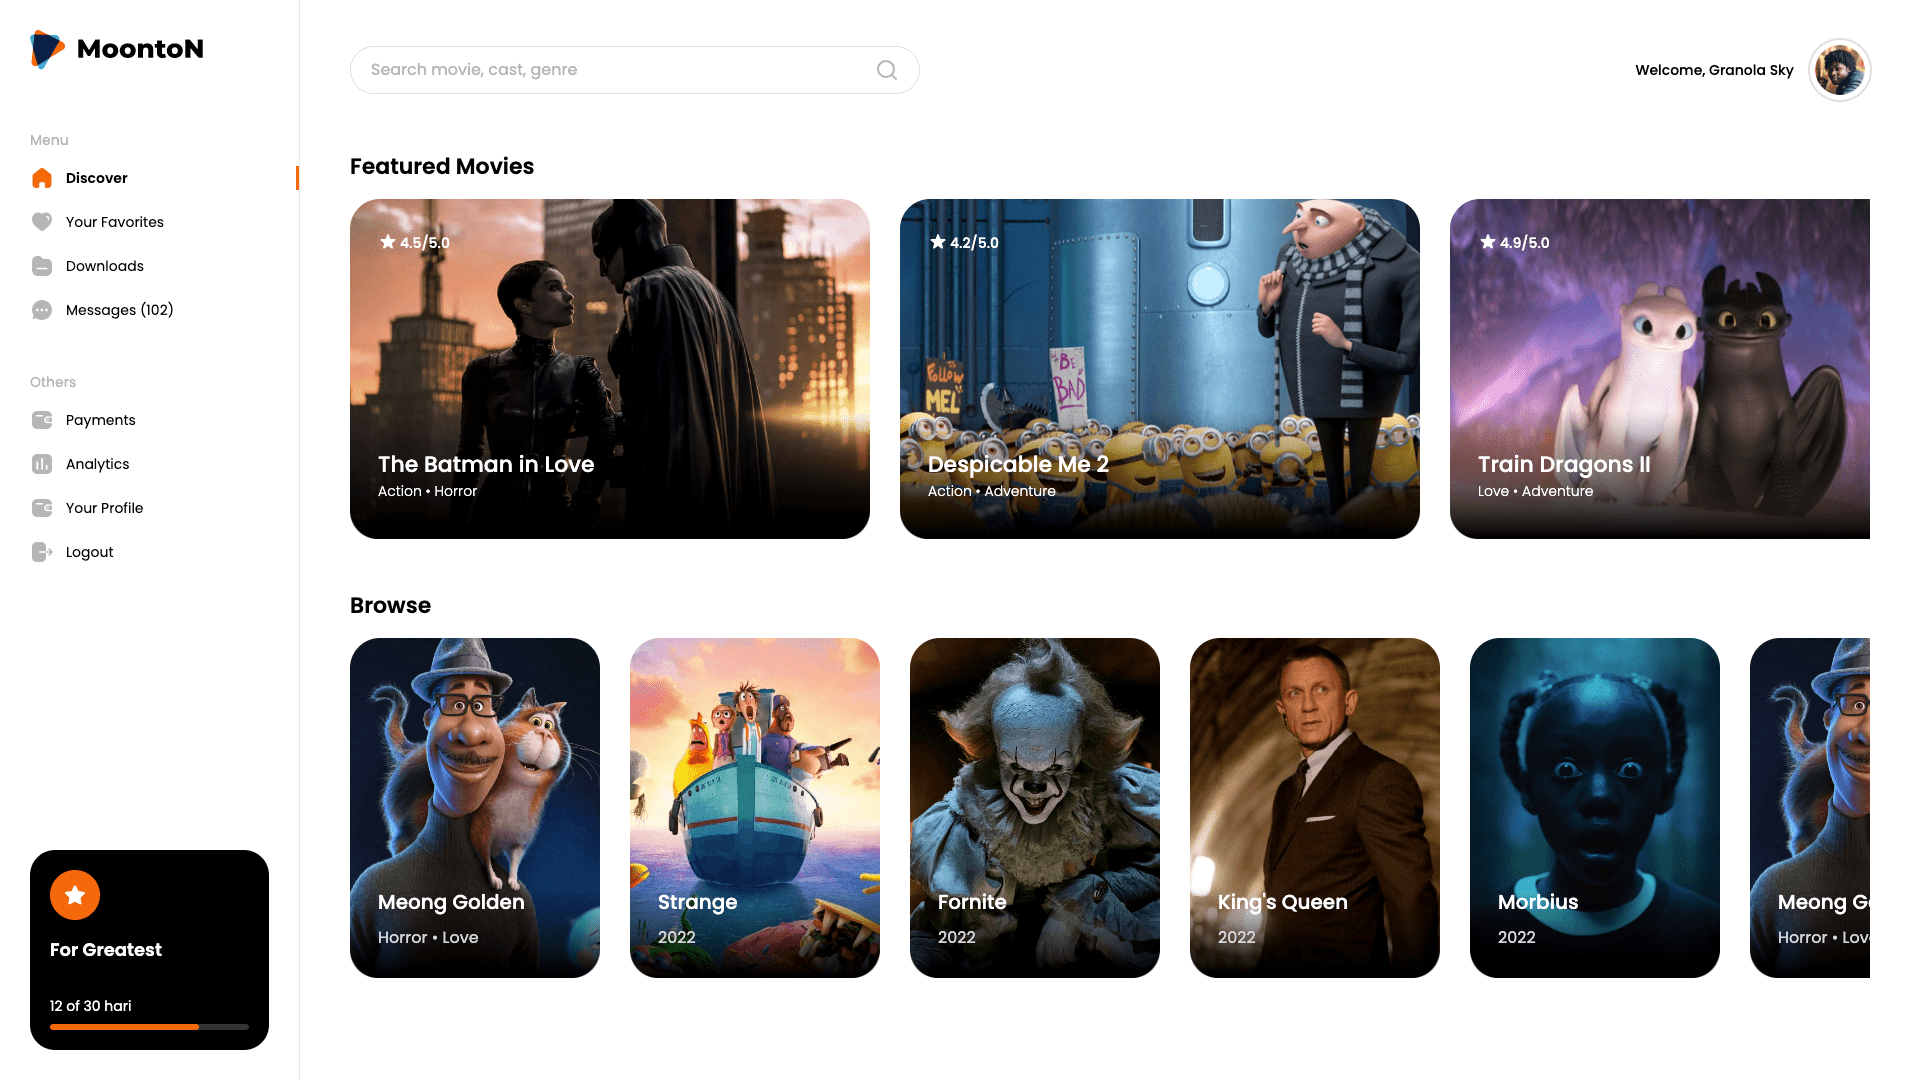 MoontoN
Search movie, cast, genre
Welcome, Granola Sky
Menu
Discover
Your Favorites
Downloads
Messages (102)
Others
Payments
Analytics
Your Profile
Logout
For Greatest
12 of 30 hari
Featured Movies
4.5/5.0
The Batman in Love
Action • Horror
4.2/5.0
FOLLOW
MEL
BE
BAD
Despicable Me 2
Action • Adventure
4.9/5.0
Train Dragons II
Love • Adventure
Browse
Meong Golden
Horror • Love
Strange
2022
Fornite
2022
King's Queen
2022
Morbius
2022
Meong G
Horror • Lov